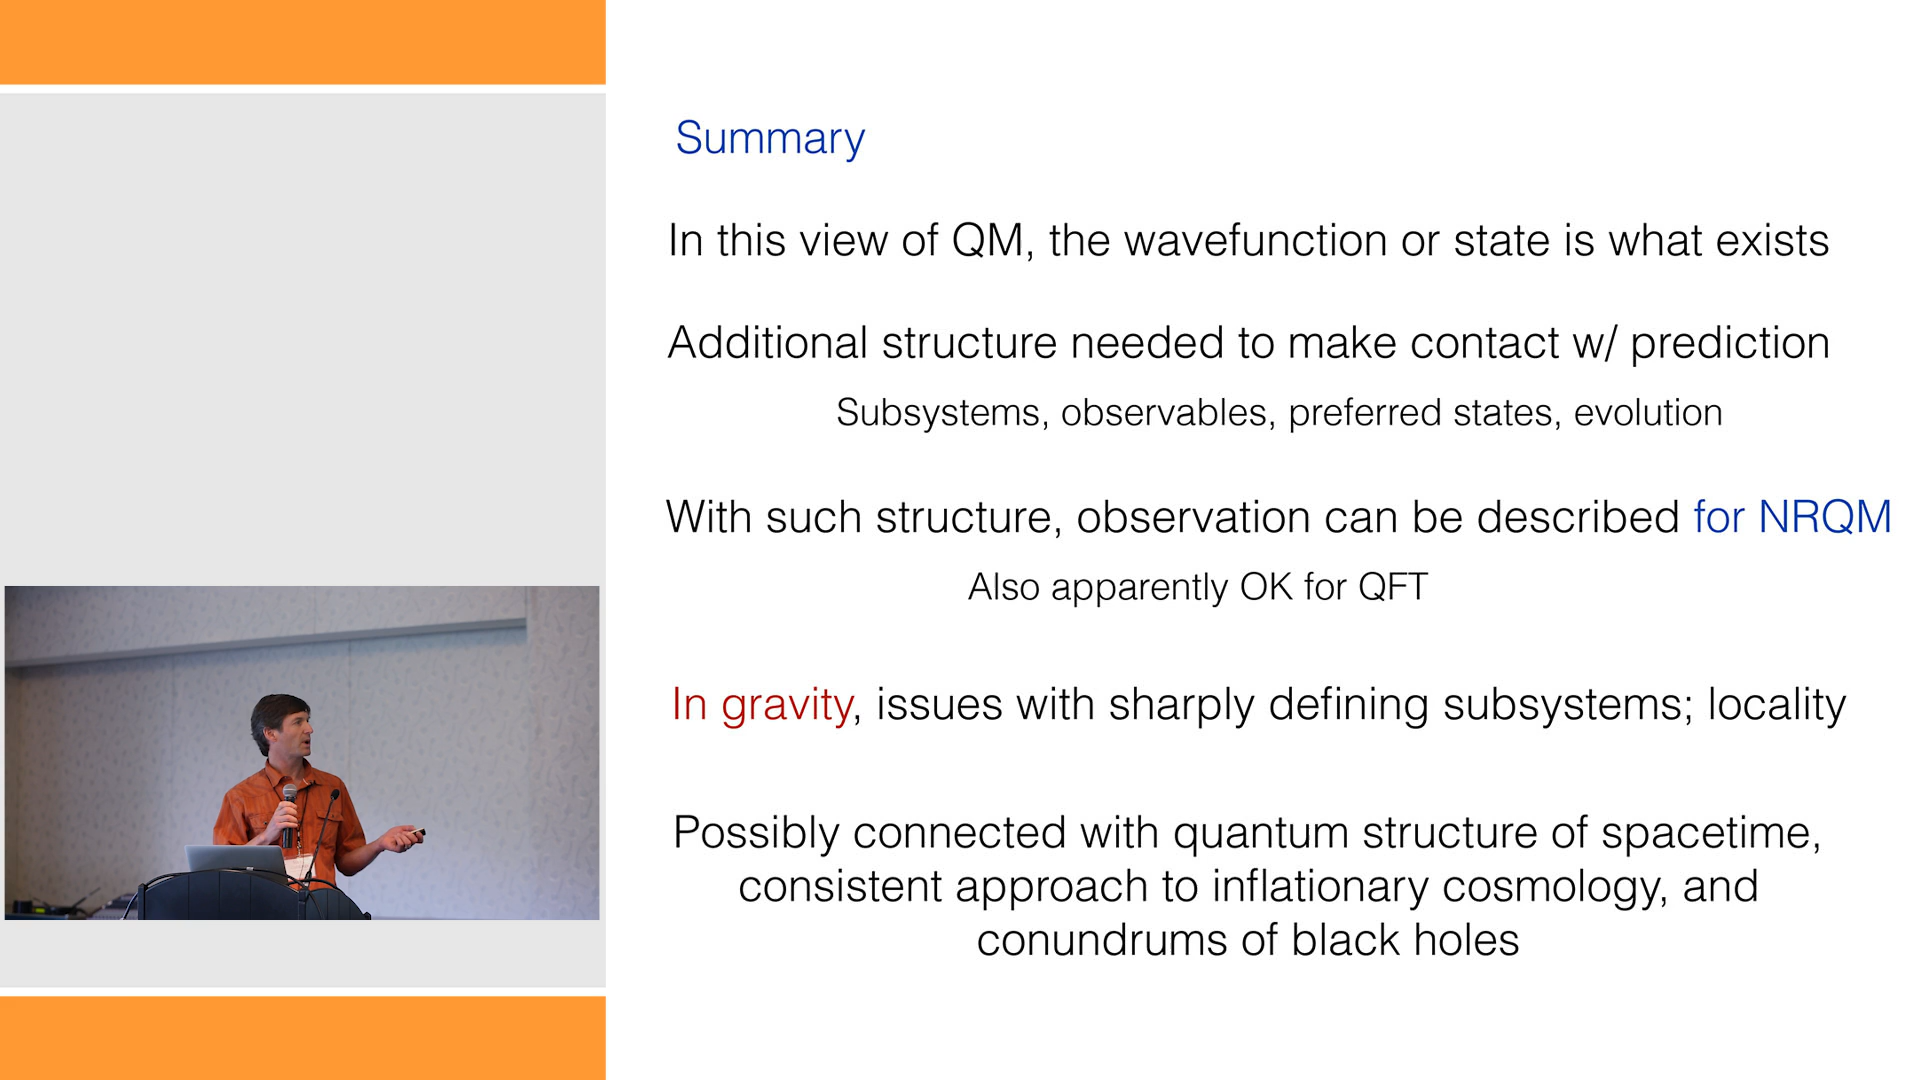 Summary
In this view of QM, the wavefunction or state is what exists
Additional structure needed to make contact w/ prediction
Subsystems, observables, preferred states, evolution
With such structure, observation can be described for NRQM
Also apparently OK for QFT
In gravity, issues with sharply defining subsystems; locality
Possibly connected with quantum structure of spacetime,
consistent approach to inflationary cosmology, and
conundrums of black holes